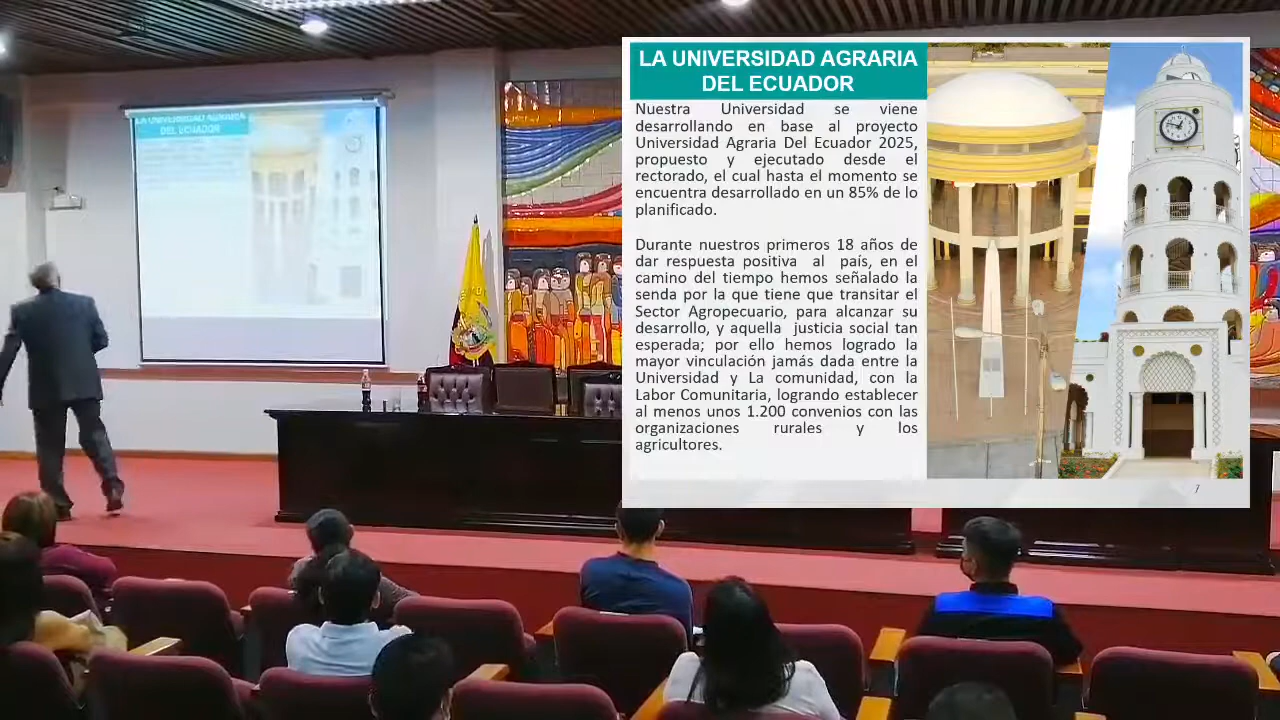 LA UNIVERSIDAD AGRARIA
DEL ECUADOR
LA UNIVERSIDAD AGRARIA
DEL ECUADOR
Nuestra Universidad se viene
desarrollando en base al proyecto
Universidad Agraria Del Ecuador 2025,
propuesto y ejecutado desde el
rectorado, el cual hasta el momento se
encuentra desarrollado en un 85% de lo
planificado.
Durante nuestros primeros 18 años de
dar respuesta positiva al país, en el
camino del tiempo hemos señalado la
senda por la que tiene que transitar el
Sector Agropecuario, para alcanzar su
desarrollo, y aquella justicia social tan
esperada; por ello hemos logrado la
mayor vinculación jamás dada entre la
Universidad y La comunidad, con la
Labor Comunitaria, logrando establecer
al menos unos 1.200 convenios con las
organizaciones rurales y los
agricultores.
7